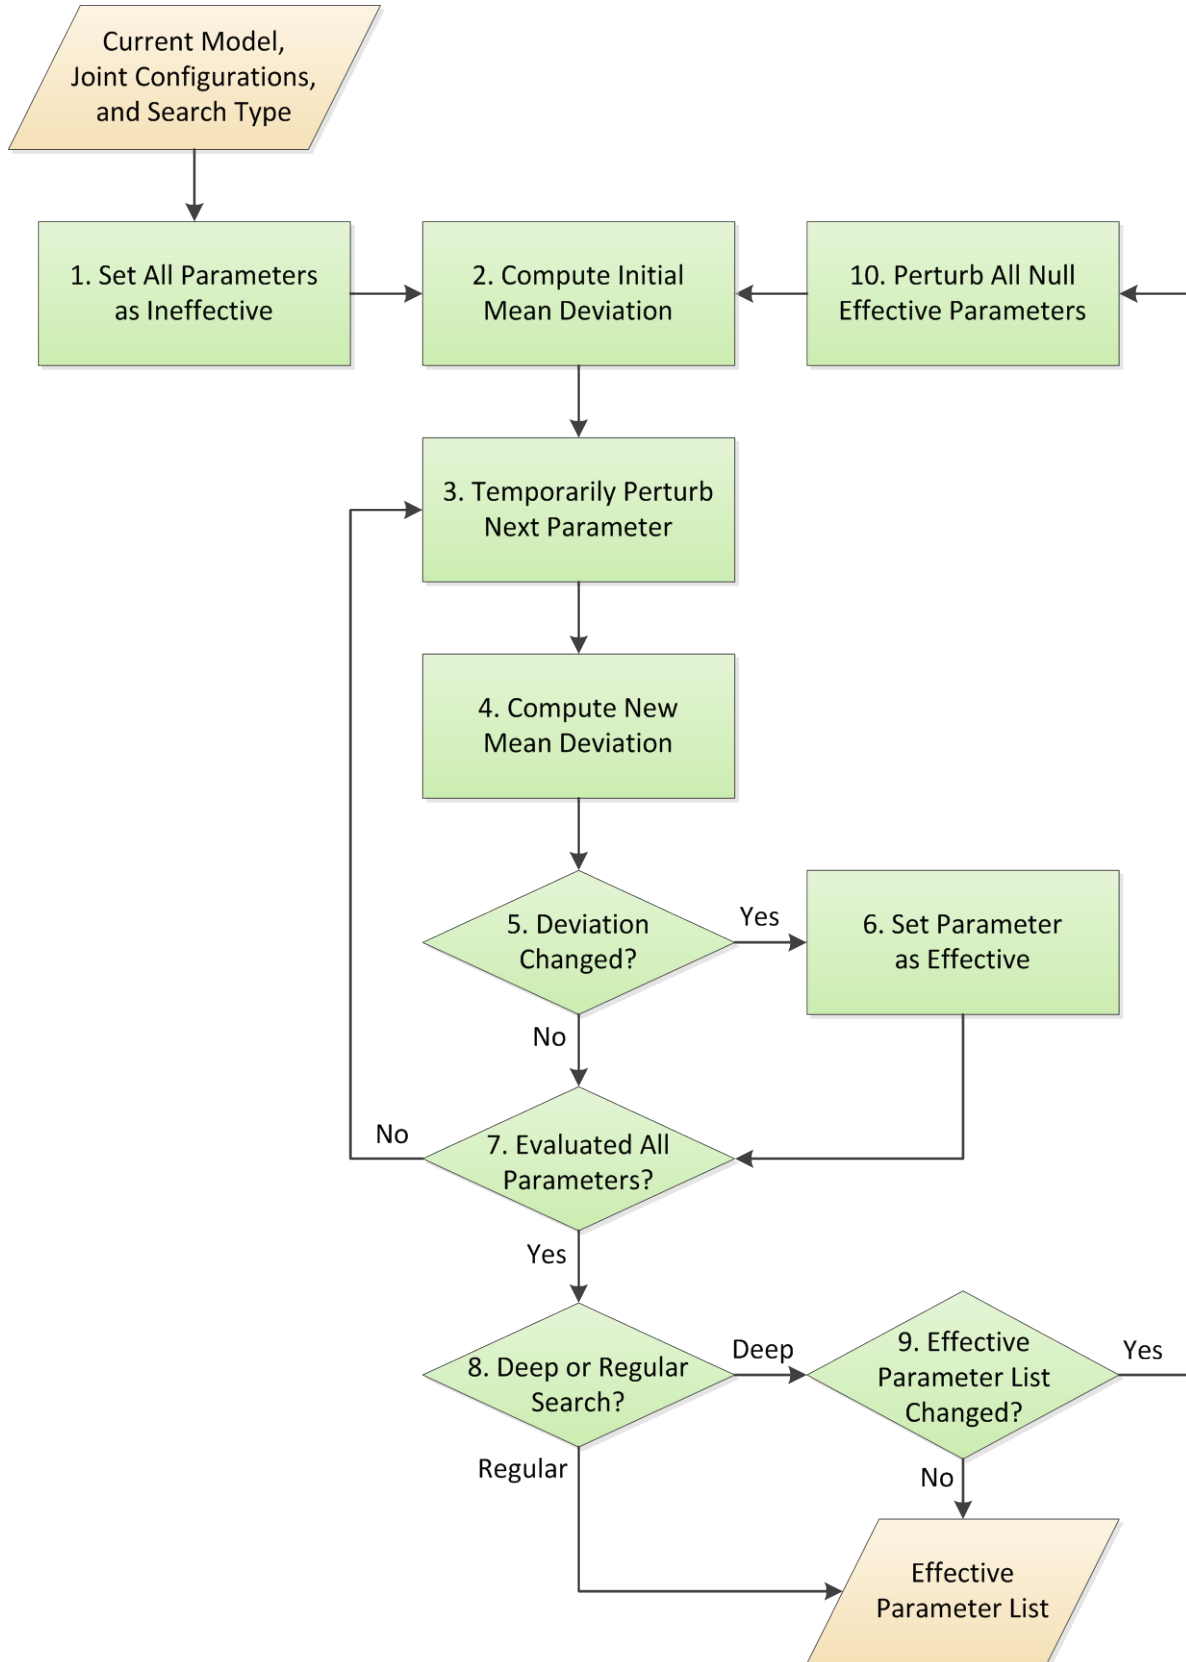 Current Model,
Joint Configurations,
and Search Type
1. Set All Parameters
as Ineffective
2. Compute Initial
Mean Deviation
10. Perturb All Null
Effective Parameters
3. Temporarily Perturb
Next Parameter
4. Compute New
Mean Deviation
5. Deviation
Changed?
Yes
6. Set Parameter
as Effective
No
No
7. Evaluated All
Parameters?
Yes
8. Deep or Regular
Search?
Deep
9. Effective
Parameter List
Changed?
Yes
Regular
No
Effective
Parameter List